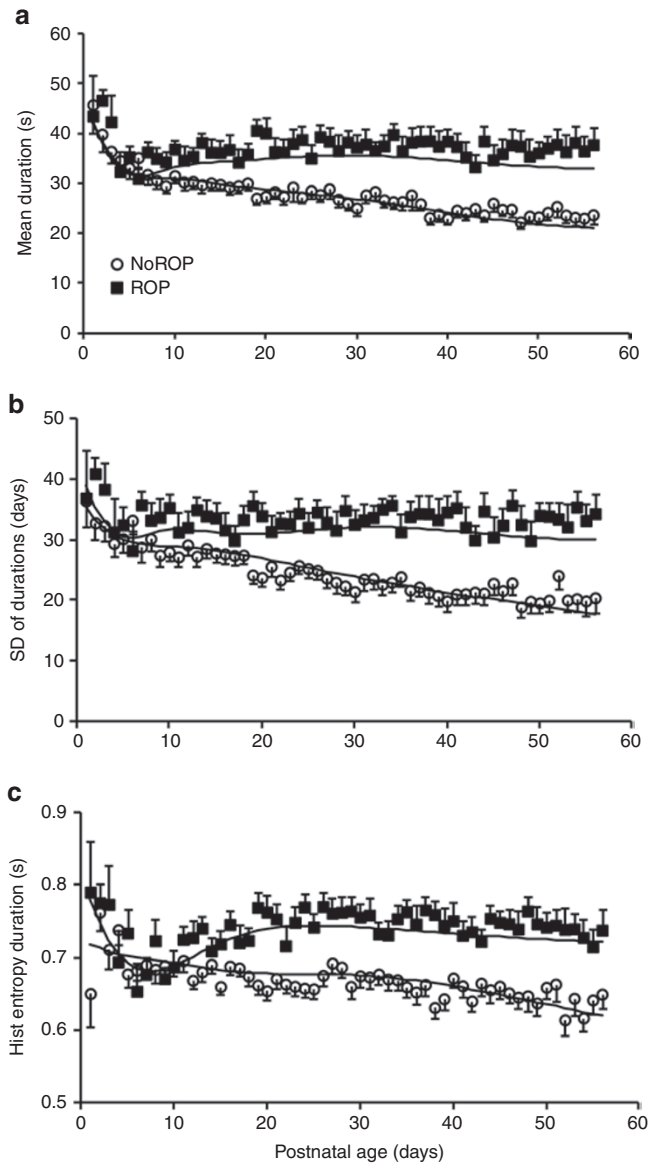 a
60
50
40
30
20
10
0
Mean duration (s)
NoROP
ROP
0 10 20 30 40 50 60
b
50
40
30
20
10
0
SD of durations (days)
0 10 20 30 40 50 60
c
0.9
0.8
0.7
0.6
0.5
Hist entropy duration (s)
0 10 20 30 40 50 60
Postnatal age (days)